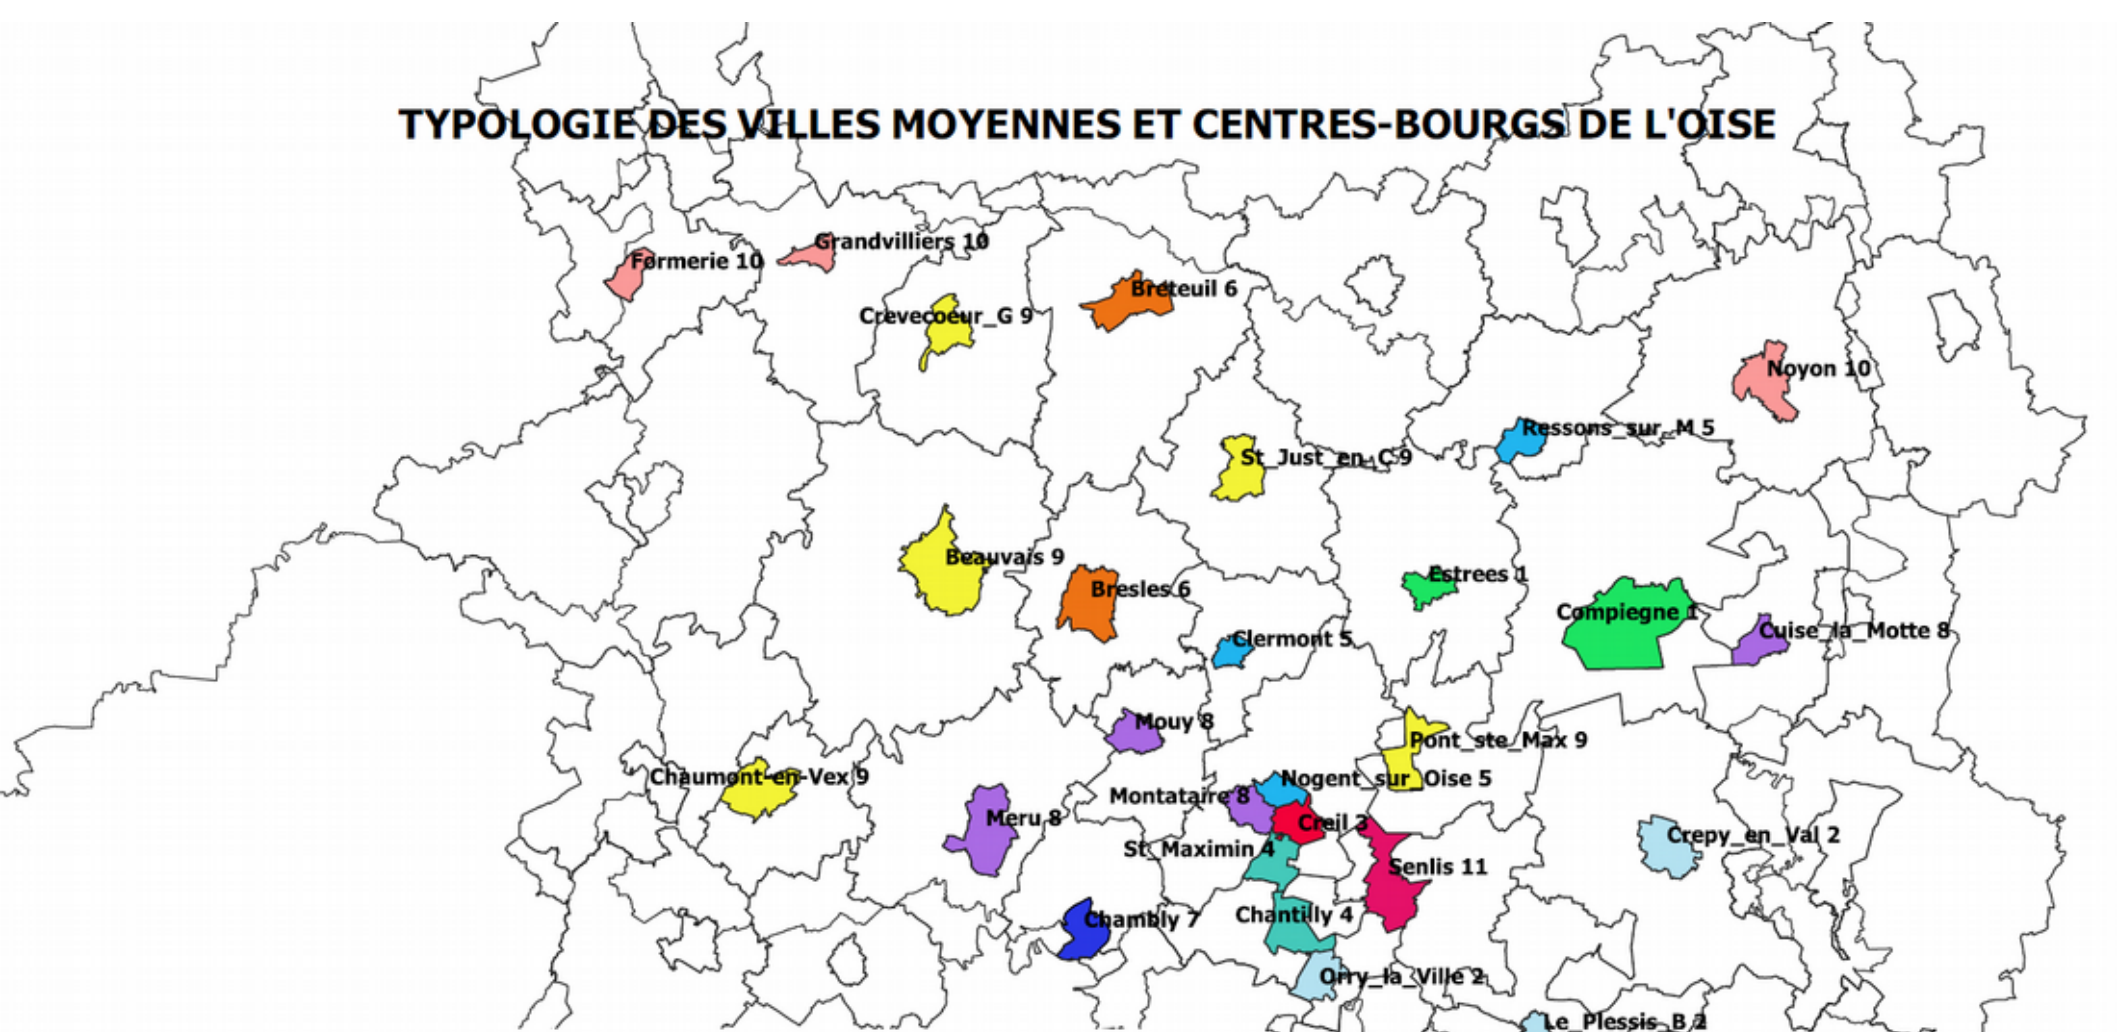 TYPOLOGIE DES VILLES MOYENNES ET CENTRES-BOURGS DE L'OISE
Grandvilliers 10
Formerie 10
Breteuil 6
Crevecoeur_G 9
Noyon 10
Ressons_sur_M 5
St_Just_en_C 9
Beauvais 9
Estrees 1
Bresles 6
Compiegne 1
Cuise_la_Motte 8
Clermont 5
Mouy 8
Pont_ste_Max 9
Chaumont-en-Vex 9
Nogent_sur_Oise 5
Montataire 8
Meru 8
Creil 3
Crepy_en_Val 2
St_Maximin 4
Senlis 11
Chantilly 4
Chambly 7
Orry_la_Ville 2
Le_Plessis_B 2